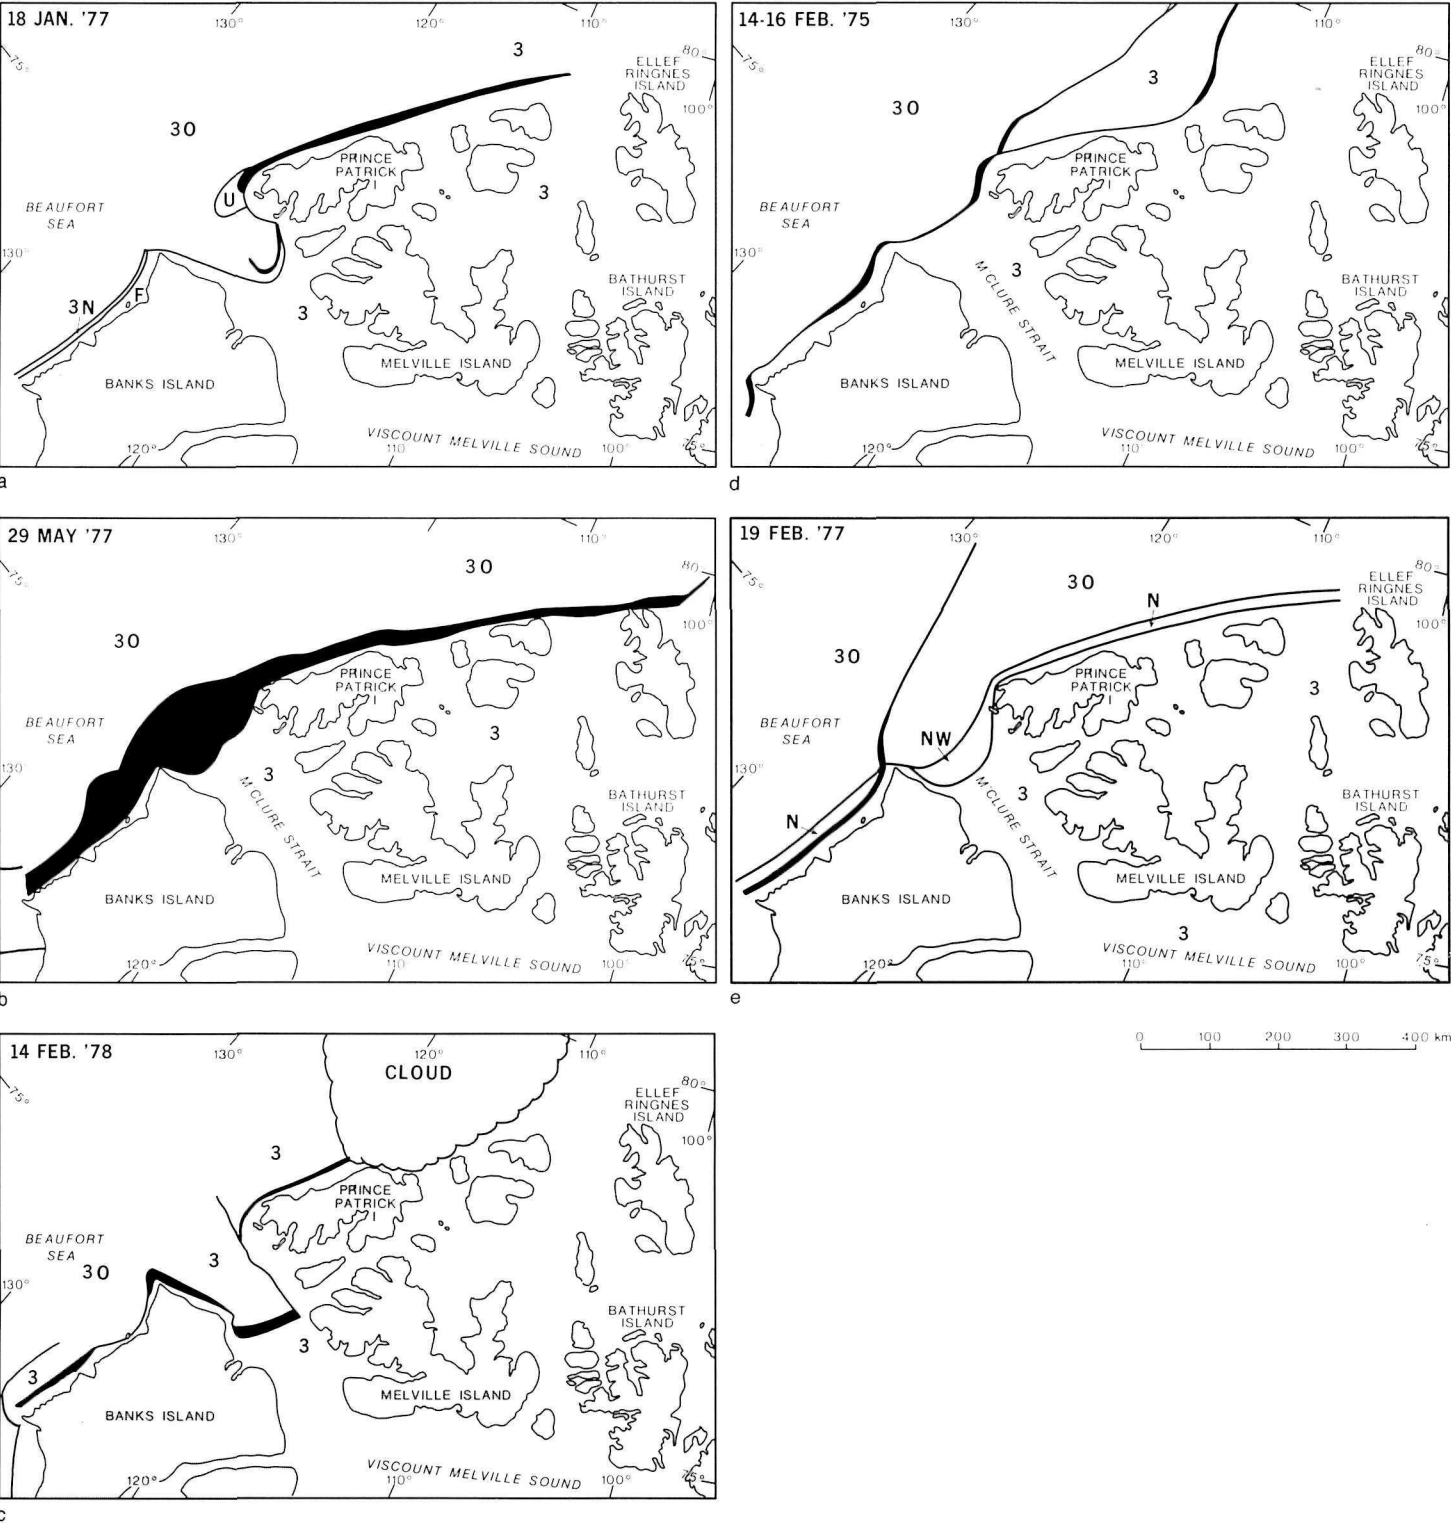 18 JAN. '77
130°
120°
110°
3
75°
80°
ELLEF
RINGNES
ISLAND
100°
30
PRINCE
PATRICK
I
3
U
BEAUFORT
SEA
130°
F
3N
3
BATHURST
ISLAND
MELVILLE ISLAND
BANKS ISLAND
VISCOUNT MELVILLE SOUND
120°
110
100°
75°
a
14-16 FEB. '75
130°
110°
75°
3
30
80°
ELLEF
RINGNES
ISLAND
100°
PRINCE
PATRICK
I
BEAUFORT
SEA
130°
3
M'CLURE STRAIT
BATHURST
ISLAND
MELVILLE ISLAND
BANKS ISLAND
VISCOUNT MELVILLE SOUND
120°
110
100°
75°
d
29 MAY '77
130°
110°
30
75°
80°
100°
30
PRINCE
PATRICK
I
BEAUFORT
SEA
3
130
3
M'CLURE STRAIT
BATHURST
ISLAND
MELVILLE ISLAND
BANKS ISLAND
VISCOUNT MELVILLE SOUND
120°
110
100°
75°
b
19 FEB. '77
130°
120°
110°
75°
30
80°
ELLEF
RINGNES
ISLAND
N
100°
30
PRINCE
PATRICK
I
3
BEAUFORT
SEA
NW
130°
3
M'CLURE STRAIT
N
BATHURST
ISLAND
MELVILLE ISLAND
BANKS ISLAND
3
VISCOUNT MELVILLE SOUND
120°
110°
100°
75°
e
14 FEB. '78
130°
120°
110°
CLOUD
75°
80°
ELLEF
RINGNES
ISLAND
100°
3
PRINCE
PATRICK
I
BEAUFORT
SEA
3
30
130°
BATHURST
ISLAND
3
3
MELVILLE ISLAND
BANKS ISLAND
VISCOUNT MELVILLE SOUND
120°
110°
100°
75°
c
0 100 200 300 400 km